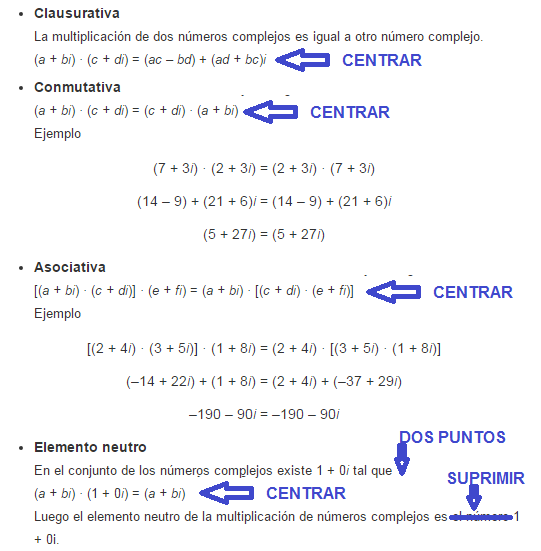 • Clausurativa
La multiplicación de dos números complejos es igual a otro número complejo.
(a + bi) · (c + di) = (ac – bd) + (ad + bc)i CENTRAR
• Conmutativa
(a + bi) · (c + di) = (c + di) · (a + bi) CENTRAR
Ejemplo
(7 + 3i) · (2 + 3i) = (2 + 3i) · (7 + 3i)
(14 – 9) + (21 + 6)i = (14 – 9) + (21 + 6)i
(5 + 27i) = (5 + 27i)
• Asociativa
[(a + bi) · (c + di)] · (e + fi) = (a + bi) · [(c + di) · (e + fi)] CENTRAR
Ejemplo
[(2 + 4i) · (3 + 5i)] · (1 + 8i) = (2 + 4i) · [(3 + 5i) · (1 + 8i)]
(–14 + 22i) + (1 + 8i) = (2 + 4i) + (–37 + 29i)
–190 – 90i = –190 – 90i
DOS PUNTOS
• Elemento neutro
En el conjunto de los números complejos existe 1 + 0i tal que
SUPRIMIR
(a + bi) · (1 + 0i) = (a + bi) CENTRAR
Luego el elemento neutro de la multiplicación de números complejos es el número 1
+ 0i.